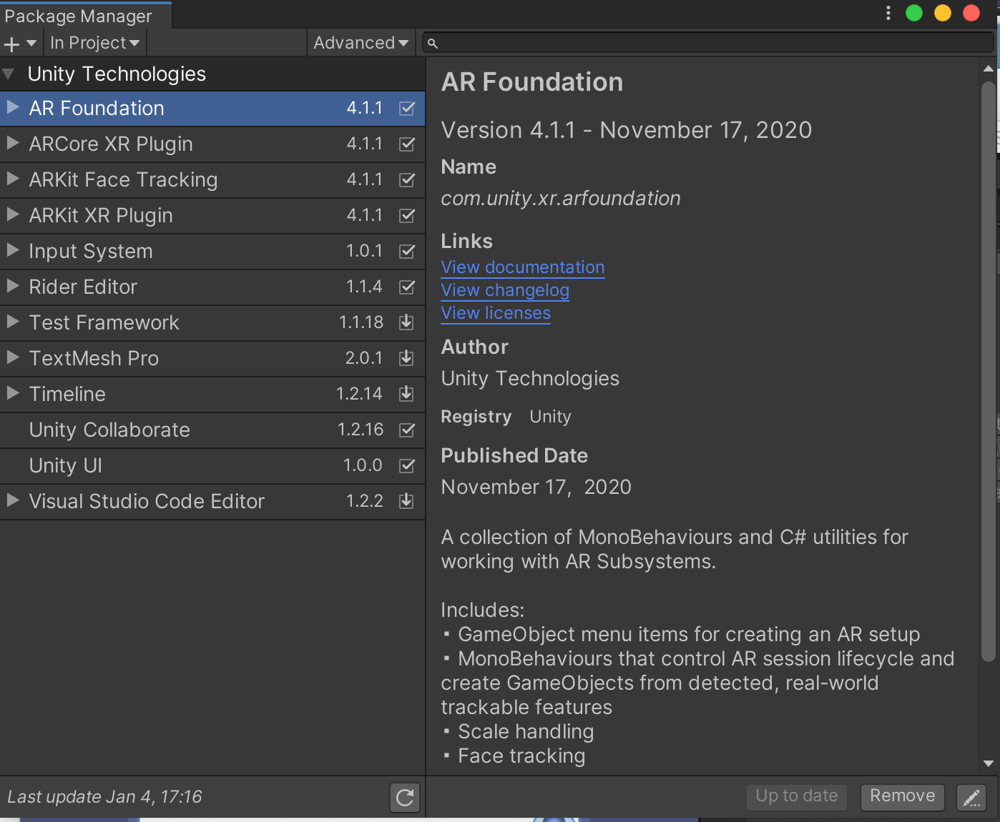 Package Manager
In Project
Advanced
Unity Technologies
AR Foundation 4.1.1
ARCore XR Plugin 4.1.1
ARKit Face Tracking 4.1.1
ARKit XR Plugin 4.1.1
Input System 1.0.1
Rider Editor 1.1.4
Test Framework 1.1.18
TextMesh Pro 2.0.1
Timeline 1.2.14
Unity Collaborate 1.2.16
Unity UI 1.0.0
Visual Studio Code Editor 1.2.2
Last update Jan 4, 17:16
AR Foundation
Version 4.1.1 - November 17, 2020
Name
com.unity.xr.arfoundation
Links
View documentation
View changelog
View licenses
Author
Unity Technologies
Registry Unity
Published Date
November 17, 2020
A collection of MonoBehaviours and C# utilities for
working with AR Subsystems.
Includes:
▪ GameObject menu items for creating an AR setup
▪ MonoBehaviours that control AR session lifecycle and
create GameObjects from detected, real-world
trackable features
▪ Scale handling
▪ Face tracking
Up to date
Remove